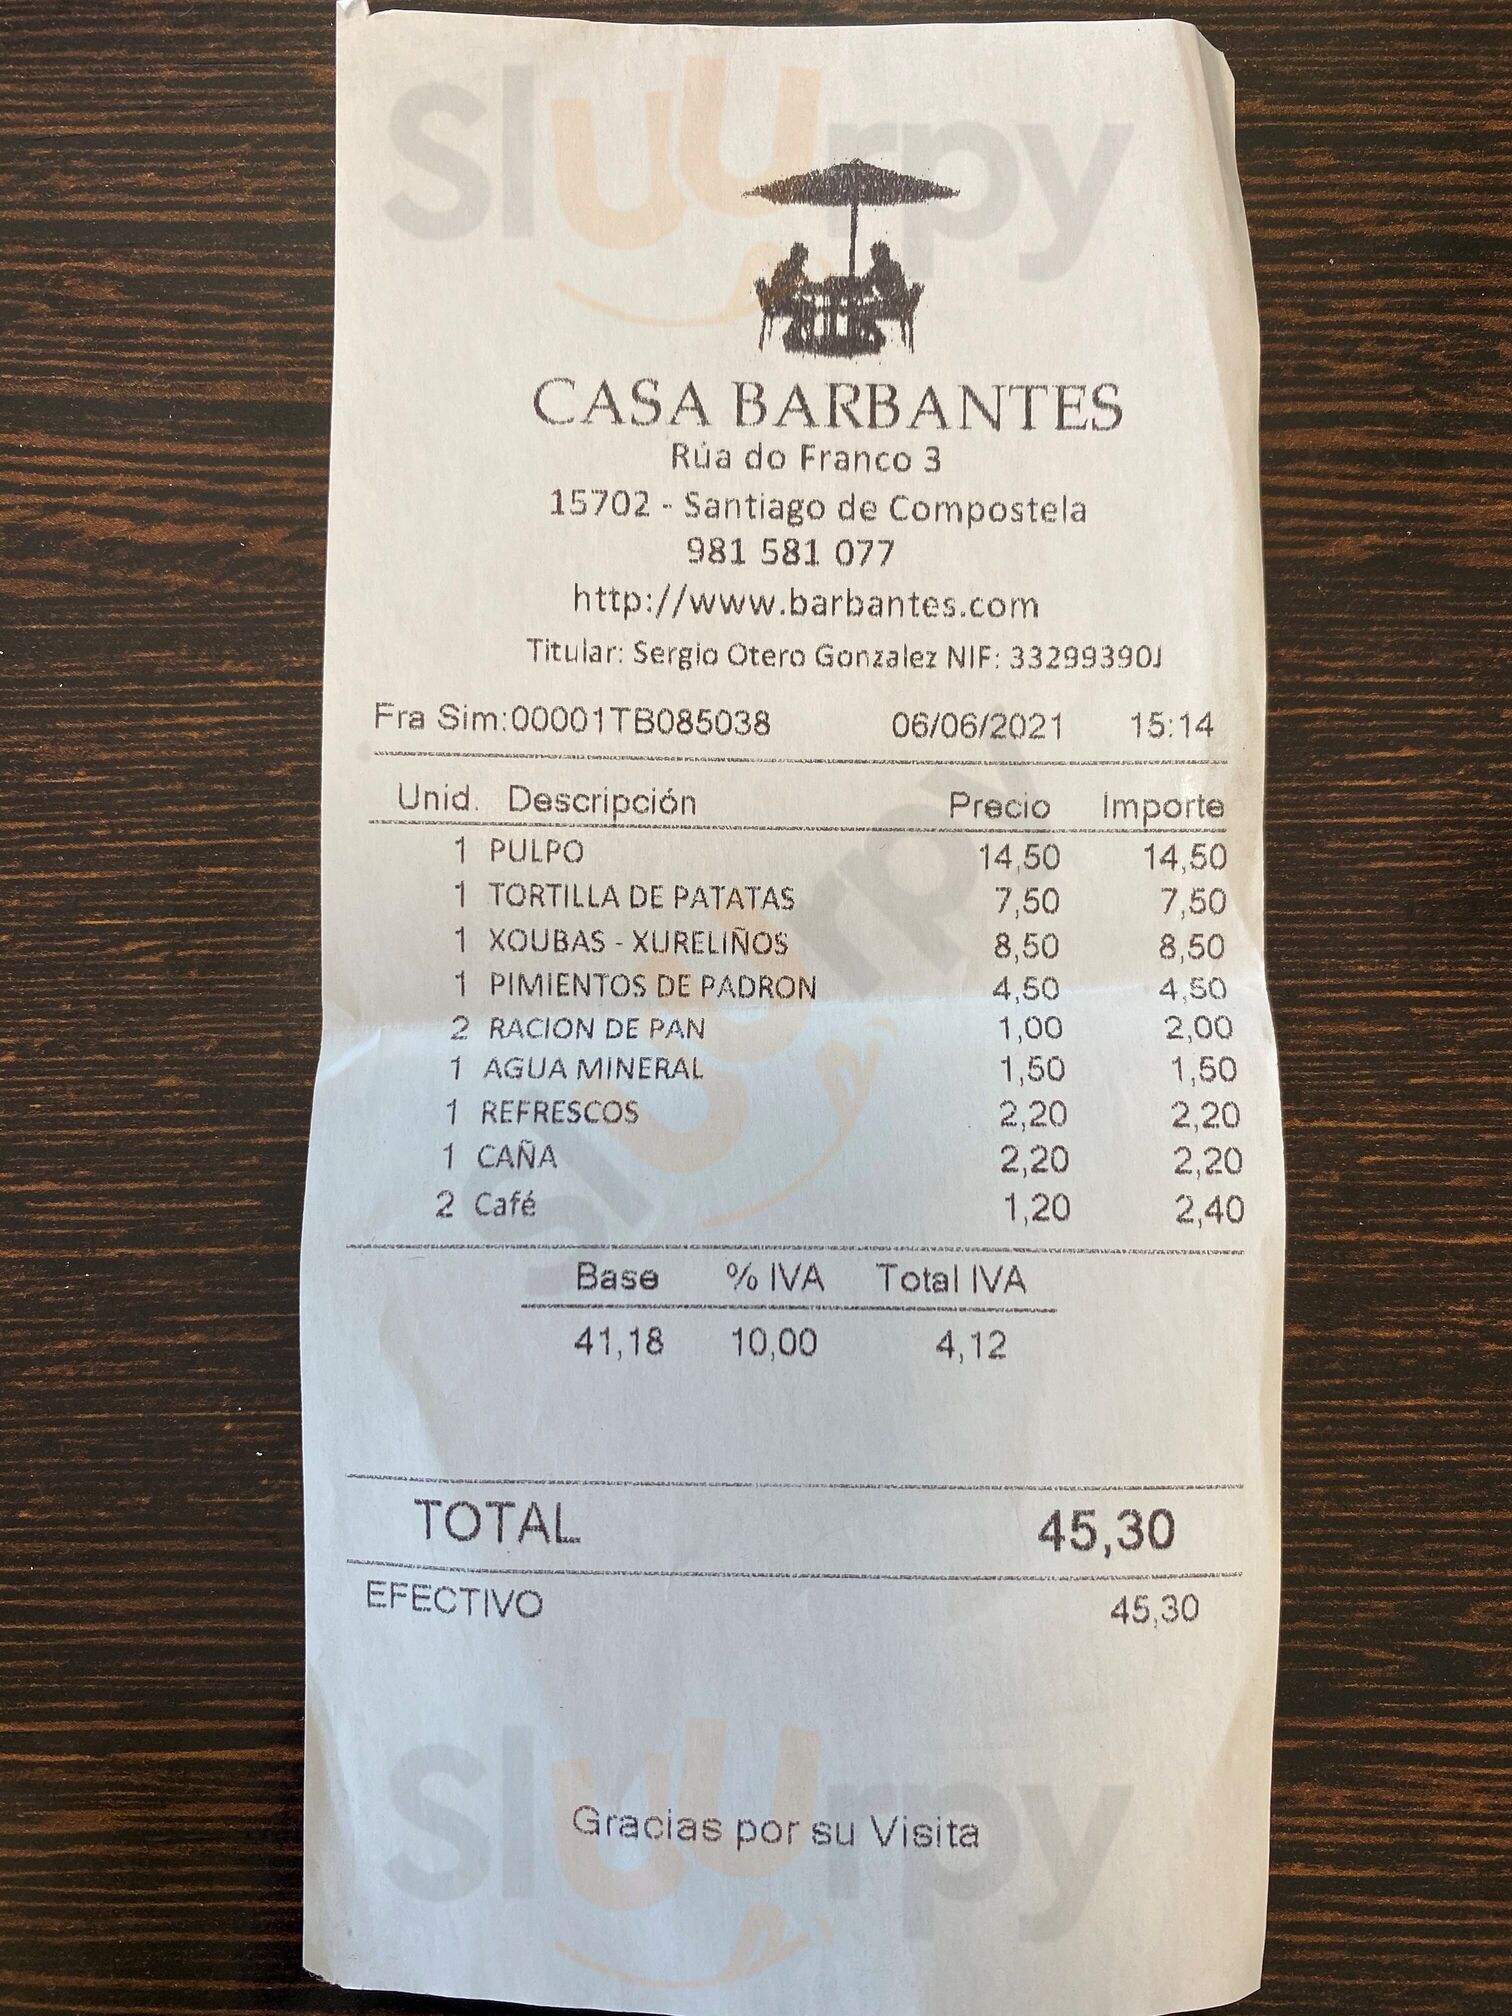 Sluurpy
CASA BARBANTES
Rúa do Franco 3
15702 - Santiago de Compostela
981 581 077
http://www.barbantes.com
Titular: Sergio Otero Gonzalez NIF: 33299390J
Fra Sim:00001TB085038 06/06/2021 15:14
Unid. Descripción Precio Importe
1 PULPO 14,50 14,50
1 TORTILLA DE PATATAS 7,50 7,50
1 XOUBAS - XURELIÑOS 8,50 8,50
1 PIMIENTOS DE PADRON 4,50 4,50
2 RACION DE PAN 1,00 2,00
1 AGUA MINERAL 1,50 1,50
1 REFRESCOS 2,20 2,20
1 CAÑA 2,20 2,20
2 Café 1,20 2,40
Sluurpy
Base % IVA Total IVA
41,18 10,00 4,12
TOTAL 45,30
EFECTIVO 45,30
Gracias por su Visita
Sluurpy